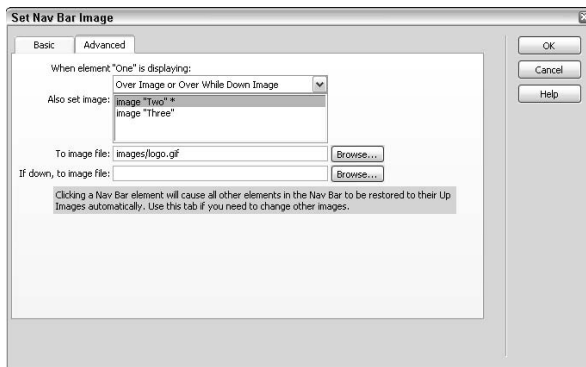 Set Nav Bar Image
Basic
Advanced
OK
Cancel
Help
When element "One" is displaying:
Over Image or Over While Down Image
Also set image:
image "Two" *
image "Three"
To image file:
images/logo.gif
Browse...
If down, to image file:
Browse...
Clicking a Nav Bar element will cause all other elements in the Nav Bar to be restored to their Up
Images automatically. Use this tab if you need to change other images.